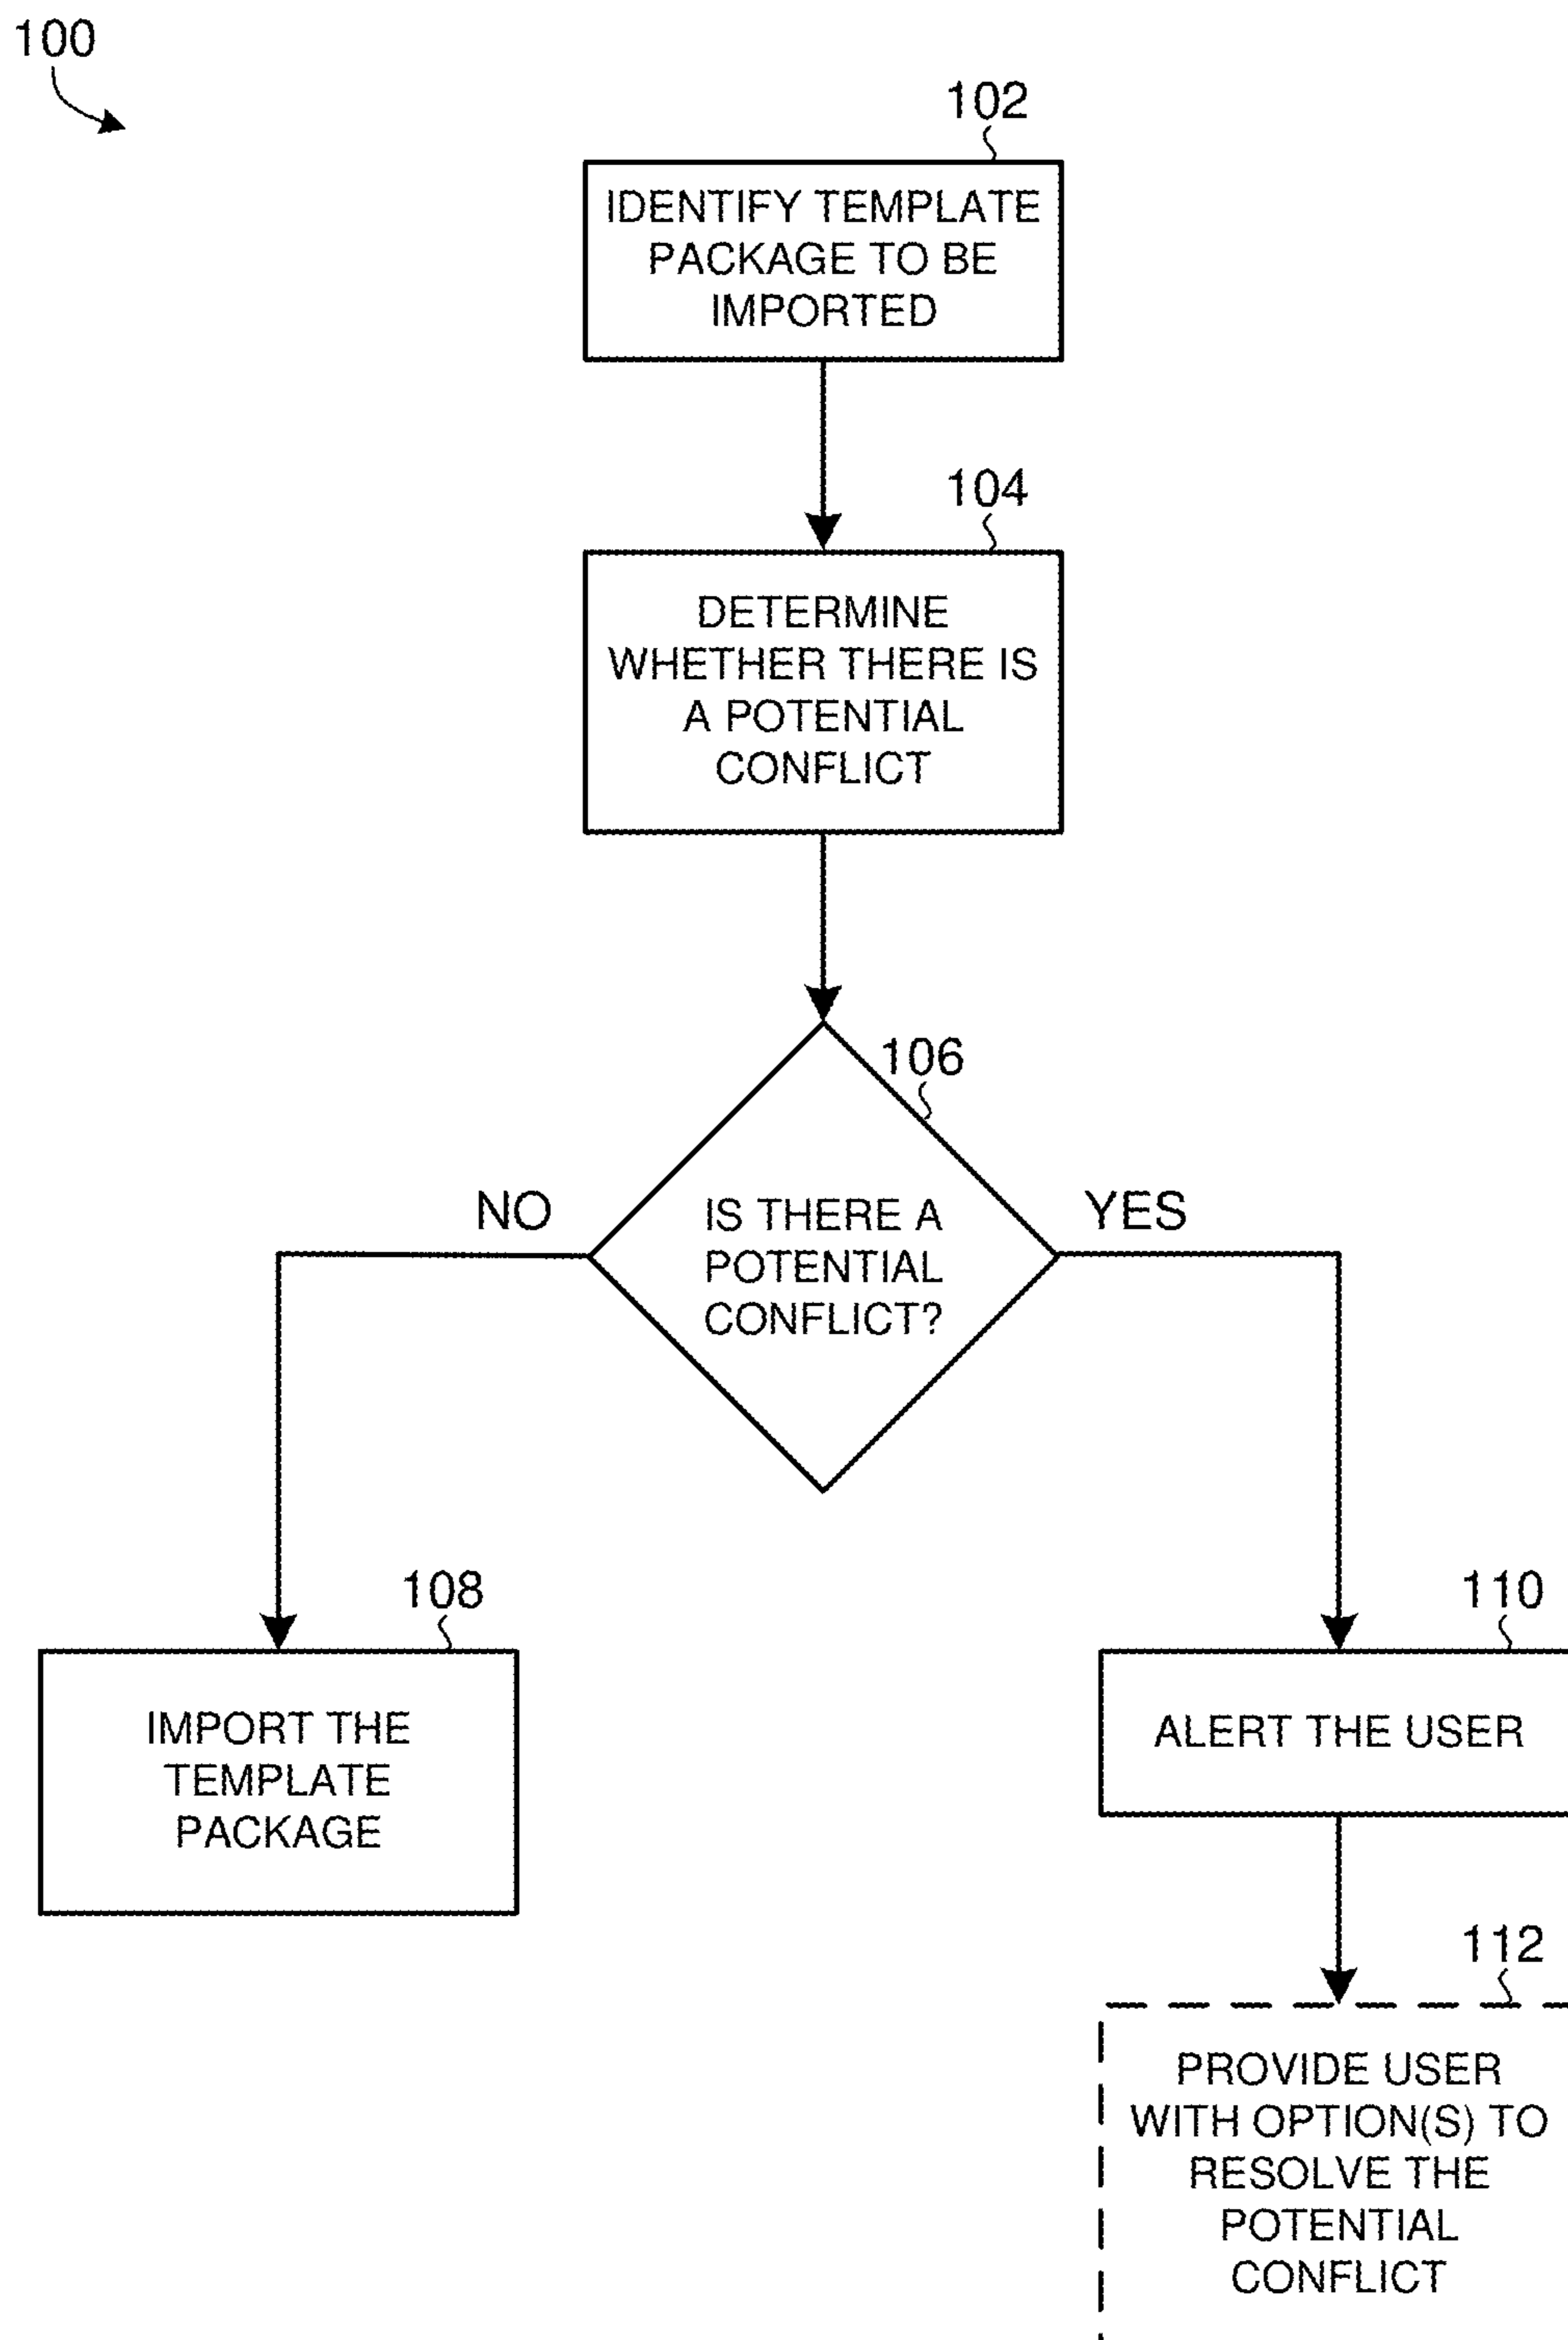 100
102
IDENTIFY TEMPLATE
PACKAGE TO BE
IMPORTED
104
DETERMINE
WHETHER THERE IS
A POTENTIAL
CONFLICT
106
IS THERE A
POTENTIAL
CONFLICT?
NO
YES
108
IMPORT THE
TEMPLATE
PACKAGE
110
ALERT THE USER
112
PROVIDE USER
WITH OPTION(S) TO
RESOLVE THE
POTENTIAL
CONFLICT